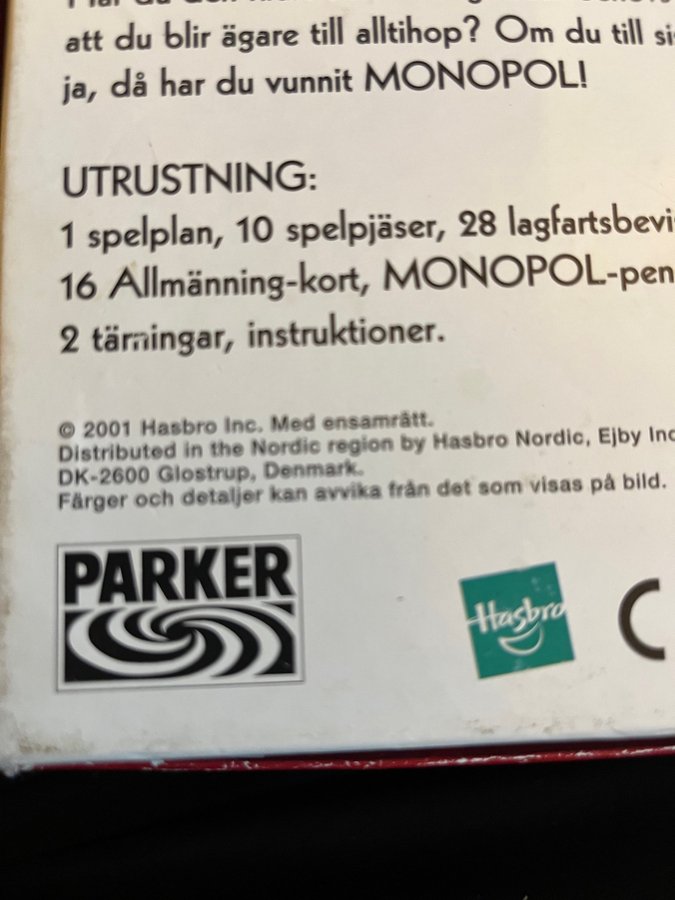 att du blir ägare till alltihop? Om du till
ja, då har du vunnit MONOPOL!
UTRUSTNING:
1 spelplan, 10 spelpjäser, 28 lagfartsbevi
16 Allmänning-kort, MONOPOL-pen
2 tärningar, instruktioner.
© 2001 Hasbro Inc. Med ensamrätt.
Distributed in the Nordic region by Hasbro Nordic, Ejby Ind
DK-2600 Glostrup, Denmark.
Färger och detaljer kan avvika från det som visas på bild.
PARKER
Hasbro
C